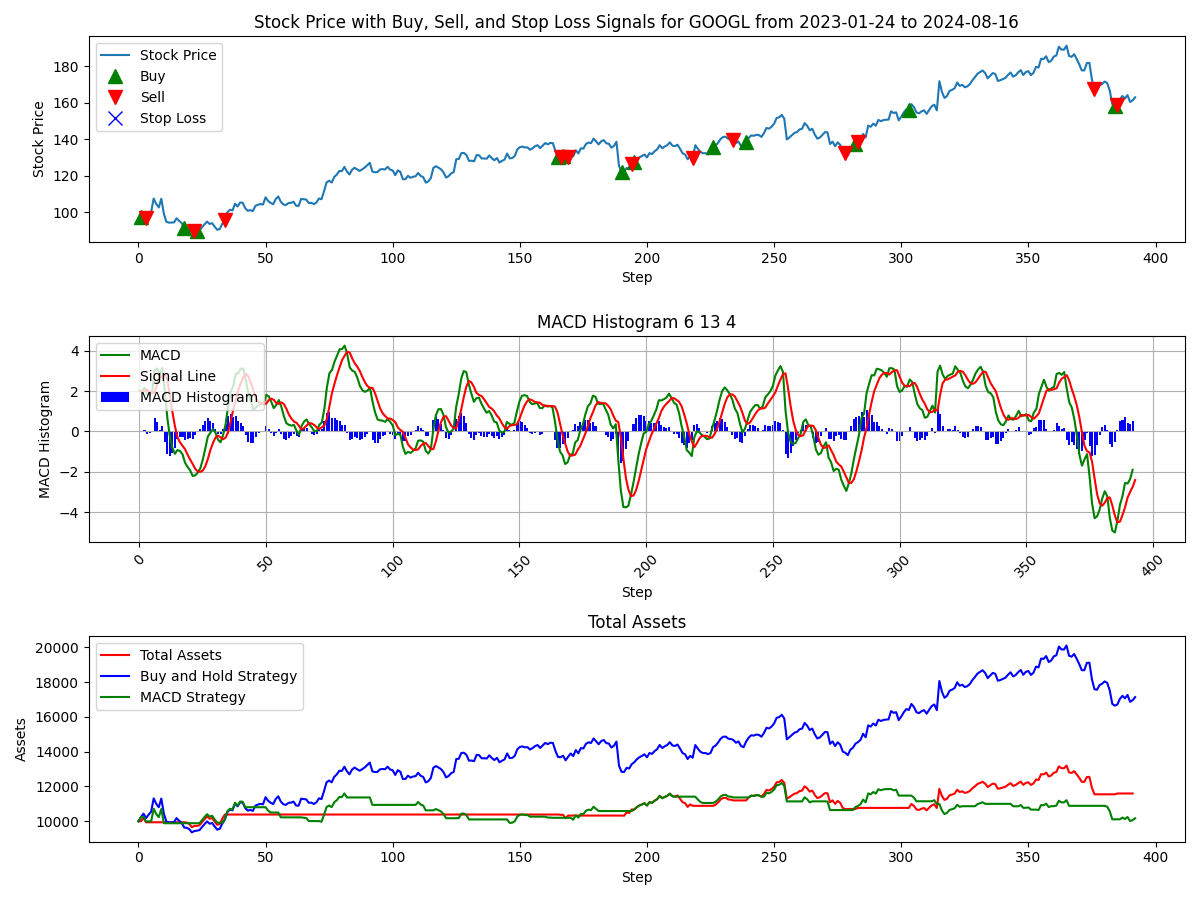 Stock Price with Buy, Sell, and Stop Loss Signals for GOOGL from 2023-01-24 to 2024-08-16
Stock Price
Buy
Sell
Stop Loss
Stock Price
180
160
140
120
100
0 50 100 150 200 250 300 350 400
Step
MACD Histogram 6 13 4
MACD
Signal Line
MACD Histogram
MACD Histogram
4
2
0
−2
−4
0 50 100 150 200 250 300 350 400
Step
Total Assets
Total Assets
Buy and Hold Strategy
MACD Strategy
Assets
20000
18000
16000
14000
12000
10000
0 50 100 150 200 250 300 350 400
Step